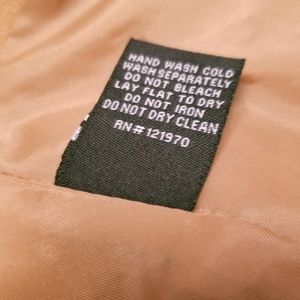 HAND WASH COLD
WASH SEPARATELY
DO NOT BLEACH
LAY FLAT TO DRY
DO NOT IRON
DO NOT DRY CLEAN
RN#121970